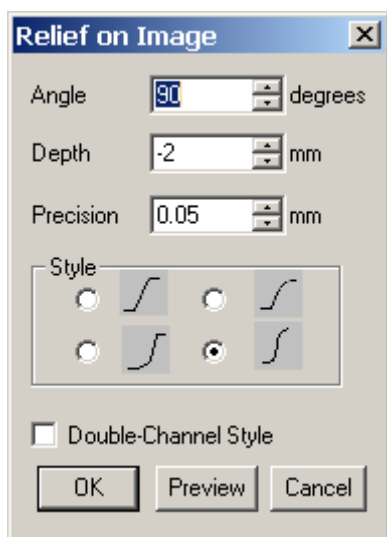 Relief on Image
Angle 90 degrees
Depth -2 mm
Precision 0.05 mm
Style
Double-Channel Style
OK Preview Cancel